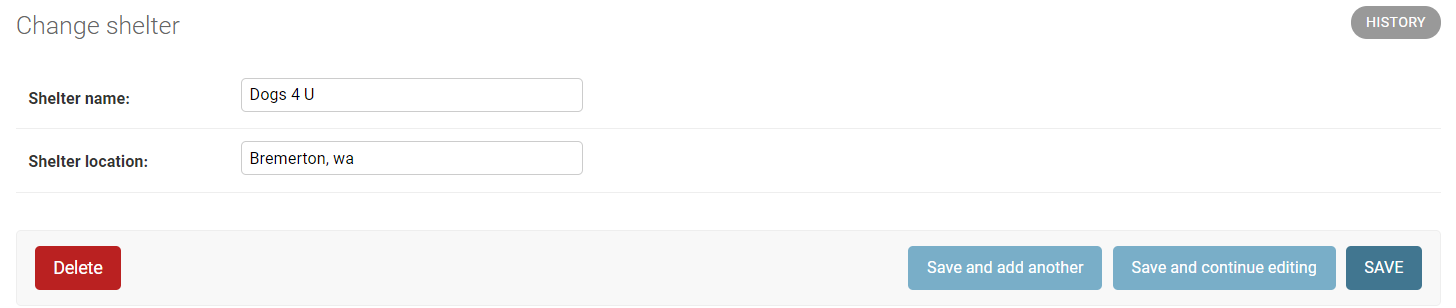 Change shelter
HISTORY
Shelter name: Dogs 4 U
Shelter location: Bremerton, wa
Delete Save and add another Save and continue editing SAVE